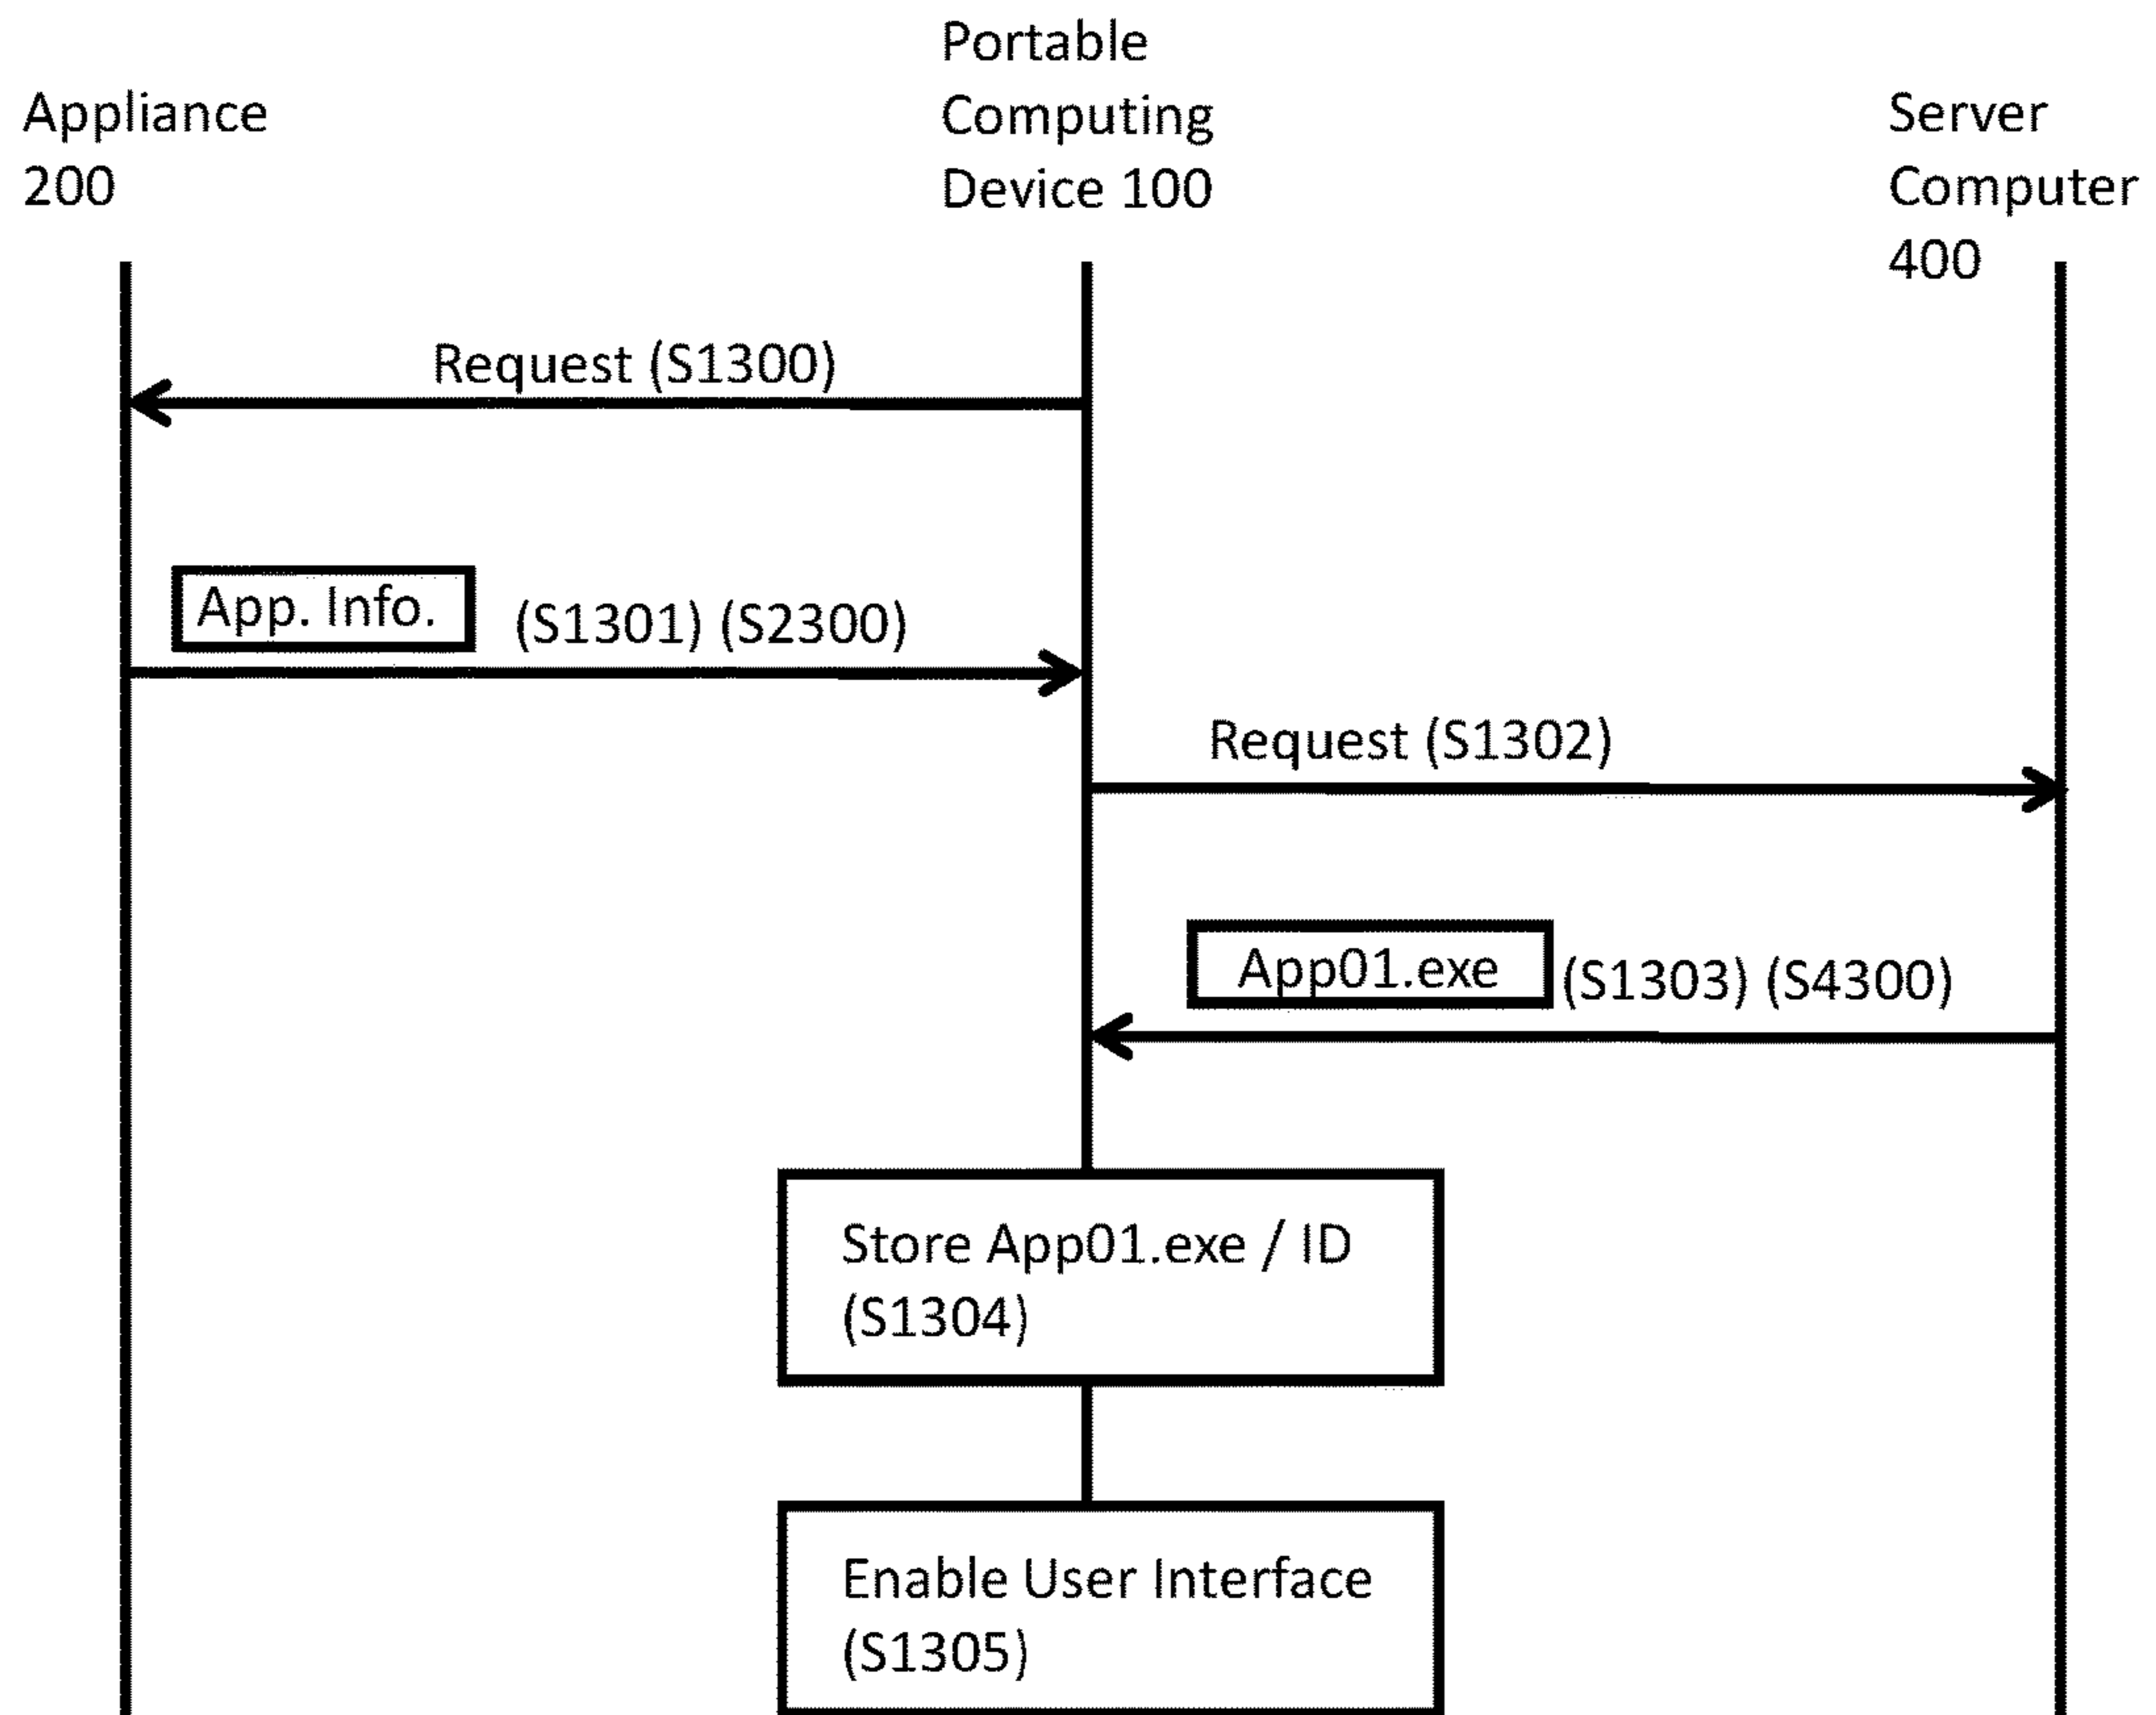 Appliance
200
Portable
Computing
Device 100
Server
Computer
400
Request (S1300)
App. Info.
(S1301) (S2300)
Request (S1302)
App01.exe
(S1303) (S4300)
Store App01.exe / ID
(S1304)
Enable User Interface
(S1305)